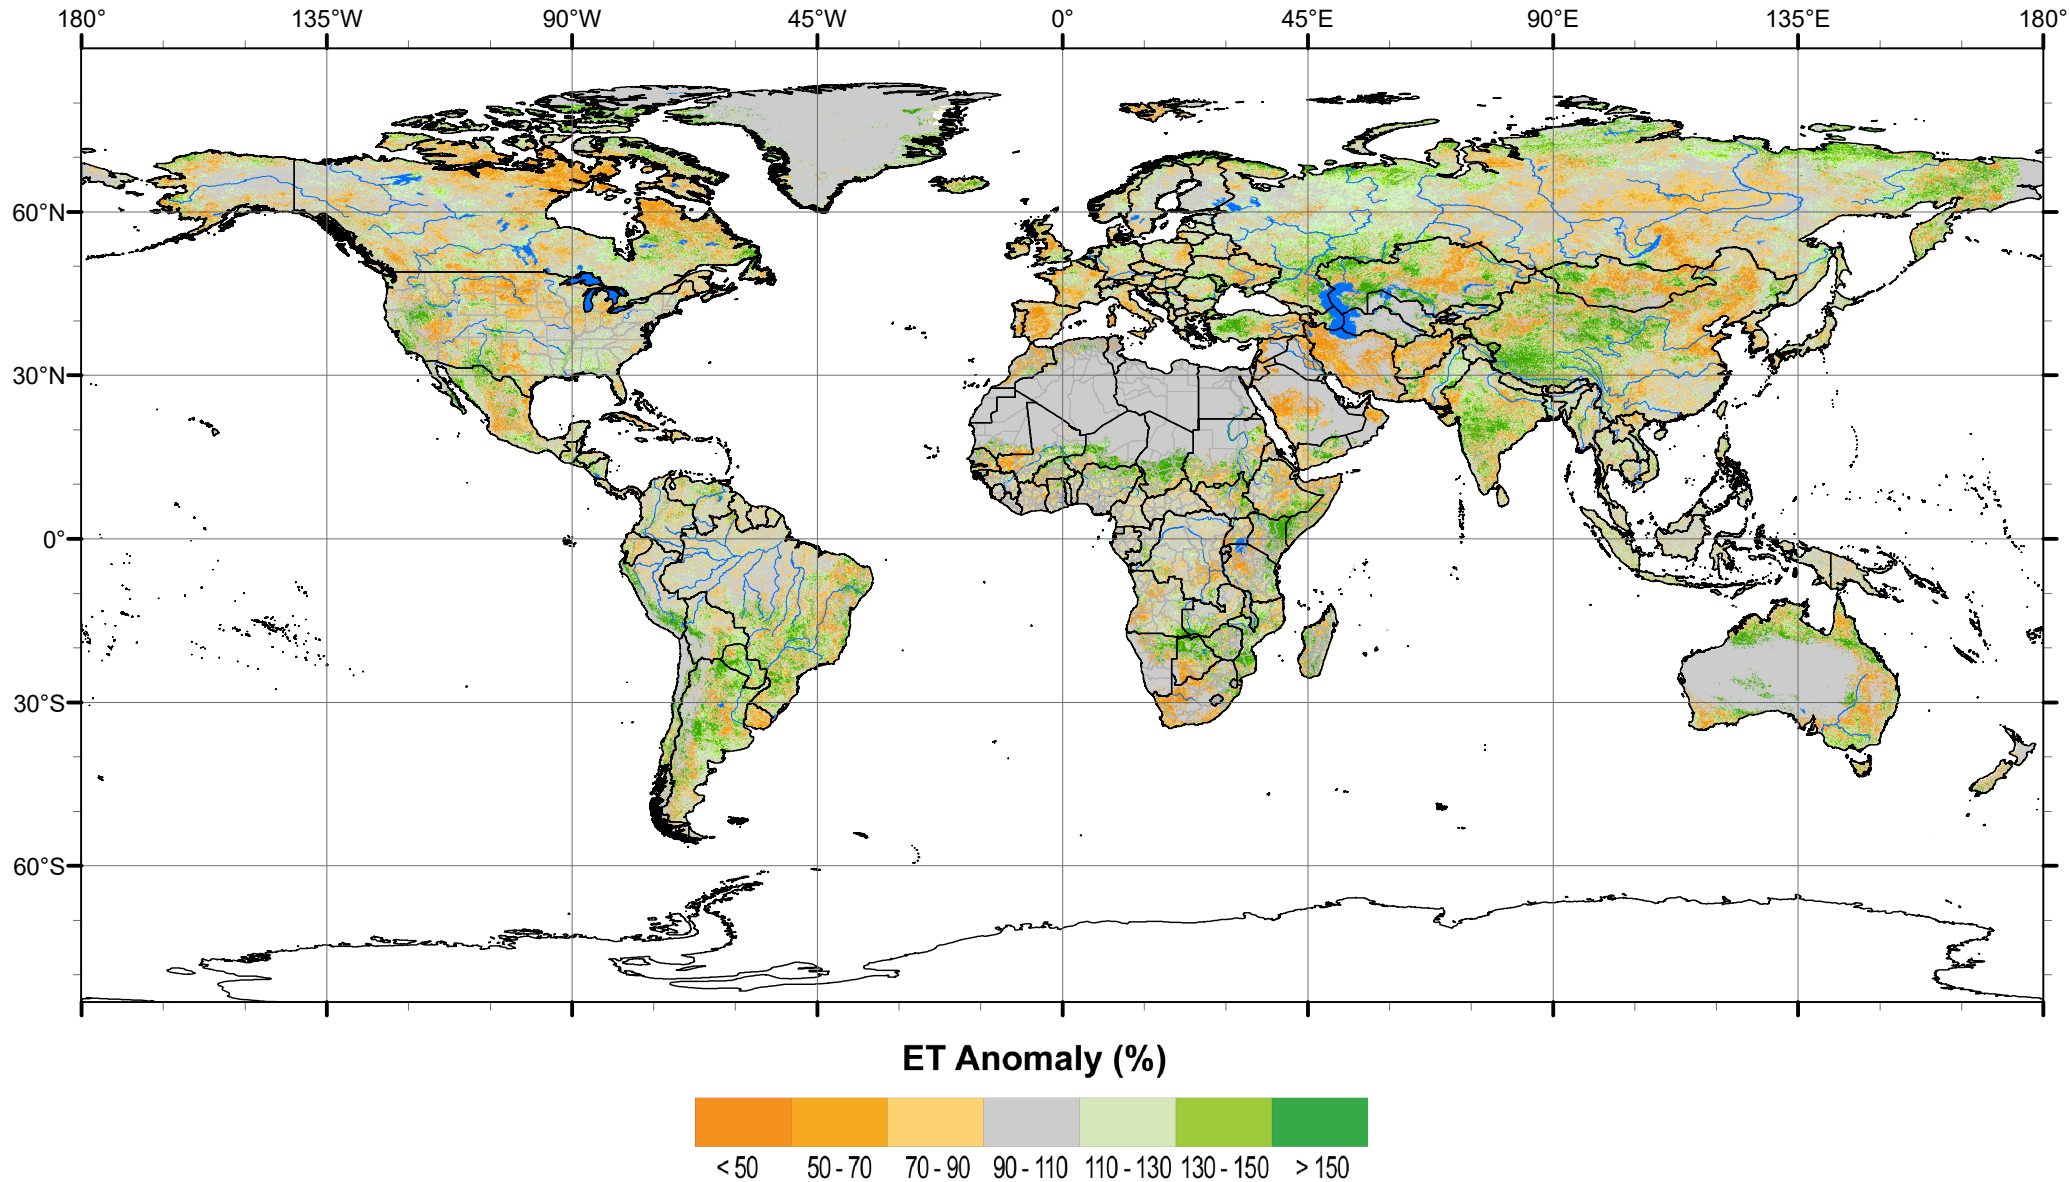 180° 135°W 90°W 45°W 0° 45°E 90°E 135°E 180°
60°N
30°N
0°
30°S
60°S
ET Anomaly (%)
< 50 50 - 70 70 - 90 90 - 110 110 - 130 130 - 150 > 150